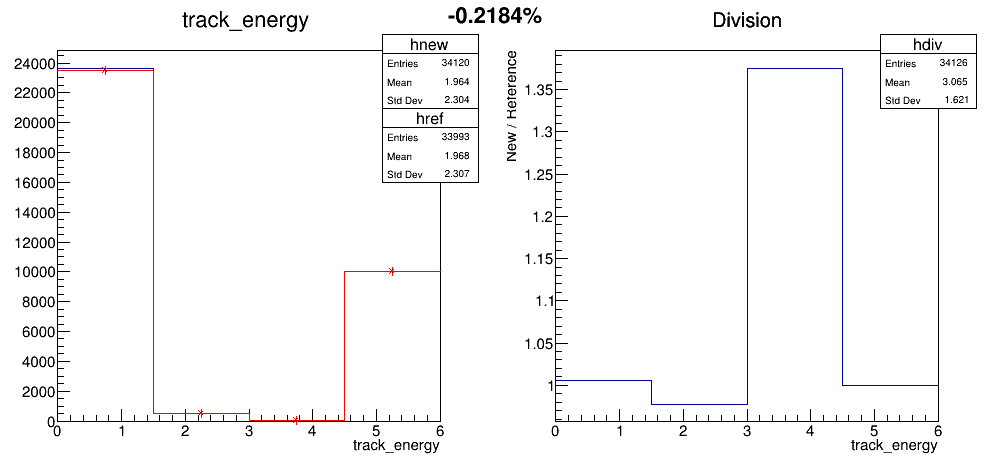 -0.2184%
track_energy
hnew
Entries 34120
Mean 1.964
Std Dev 2.304
href
Entries 33993
Mean 1.968
Std Dev 2.307
24000
22000
20000
18000
16000
14000
12000
10000
8000
6000
4000
2000
0
0 1 2 3 4 5 6
track_energy
Division
hdiv
Entries 34126
Mean 3.065
Std Dev 1.621
New / Reference
1.35
1.3
1.25
1.2
1.15
1.1
1.05
1
0 1 2 3 4 5 6
track_energy